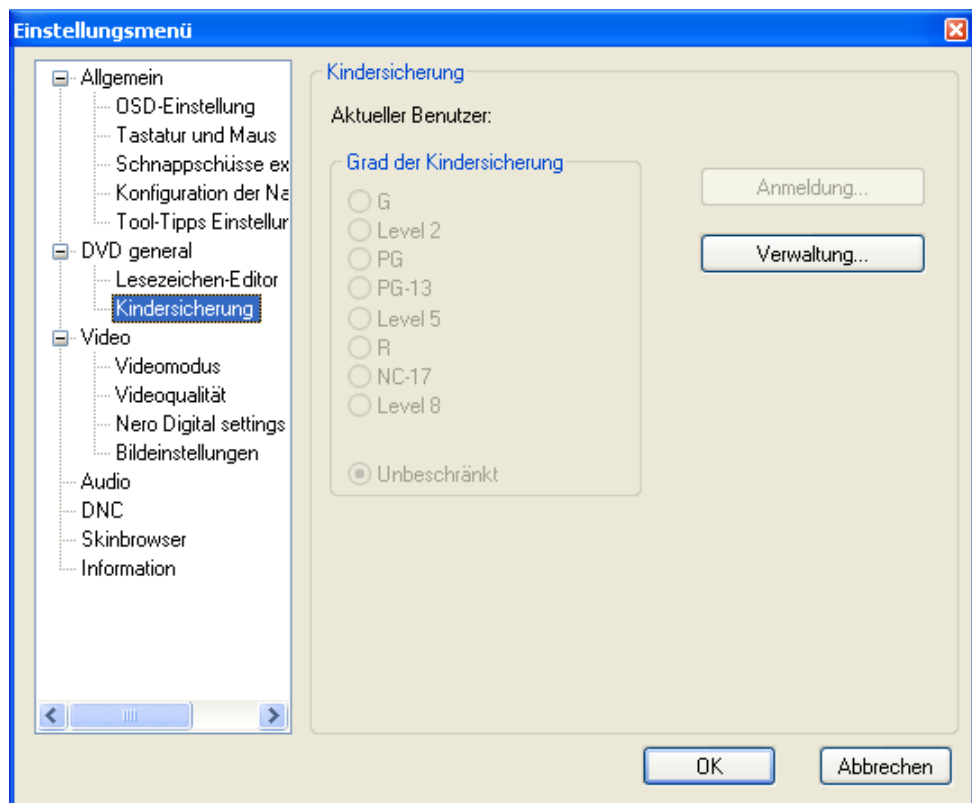 Einstellungsmenü
Allgemein
OSD-Einstellung
Tastatur und Maus
Schnappschüsse ex
Konfiguration der Na
Tool-Tipps Einstellur
DVD general
Lesezeichen-Editor
Kindersicherung
Video
Videomodus
Videoqualität
Nero Digital settings
Bildeinstellungen
Audio
DNC
Skinbrowser
Information
Kindersicherung
Aktueller Benutzer:
Grad der Kindersicherung
G
Level 2
PG
PG-13
Level 5
R
NC-17
Level 8
Unbeschränkt
Anmeldung...
Verwaltung...
OK
Abbrechen